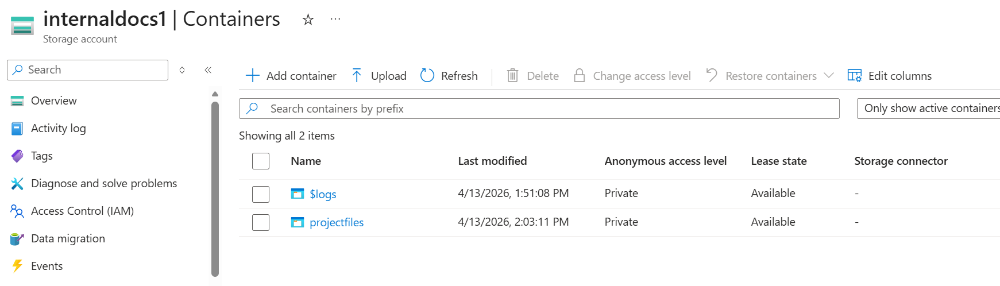 internaldocs1 | Containers ☆ ···
Storage account
Search
Overview
Activity log
Tags
Diagnose and solve problems
Access Control (IAM)
Data migration
Events
Add container Upload Refresh Delete Change access level Restore containers Edit columns
Search containers by prefix
Only show active containers
Showing all 2 items
Name Last modified Anonymous access level Lease state Storage connector
$logs 4/13/2026, 1:51:08 PM Private Available -
projectfiles 4/13/2026, 2:03:11 PM Private Available -